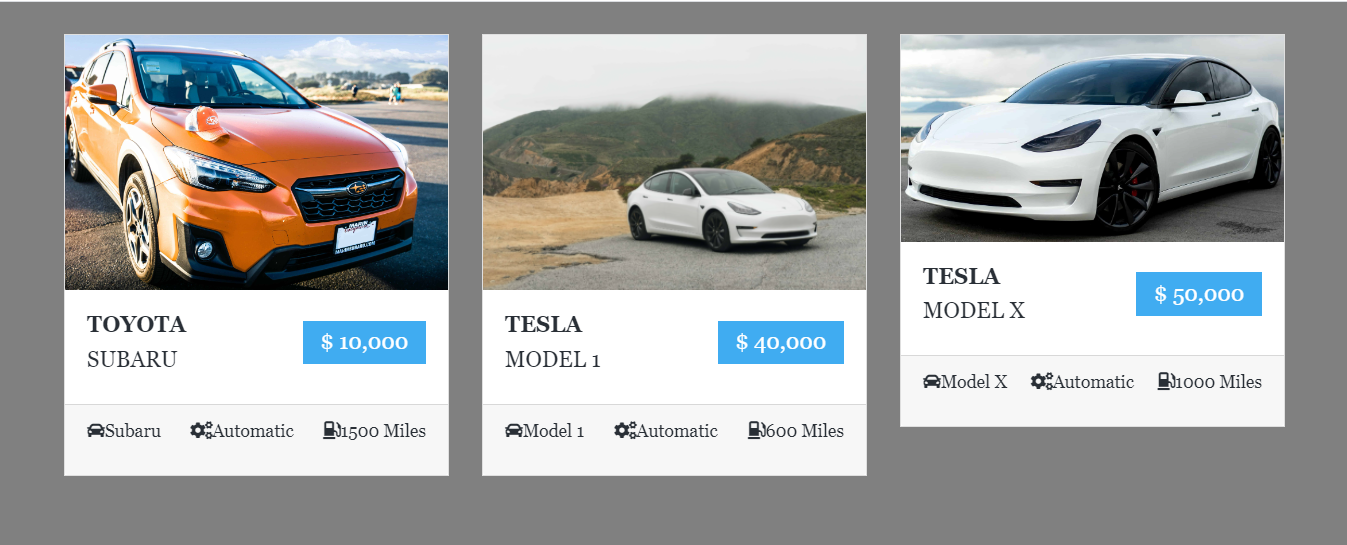 TOYOTA
SUBARU
$ 10,000
Subaru
Automatic
1500 Miles
TESLA
MODEL 1
$ 40,000
Model 1
Automatic
600 Miles
TESLA
MODEL X
$ 50,000
Model X
Automatic
1000 Miles